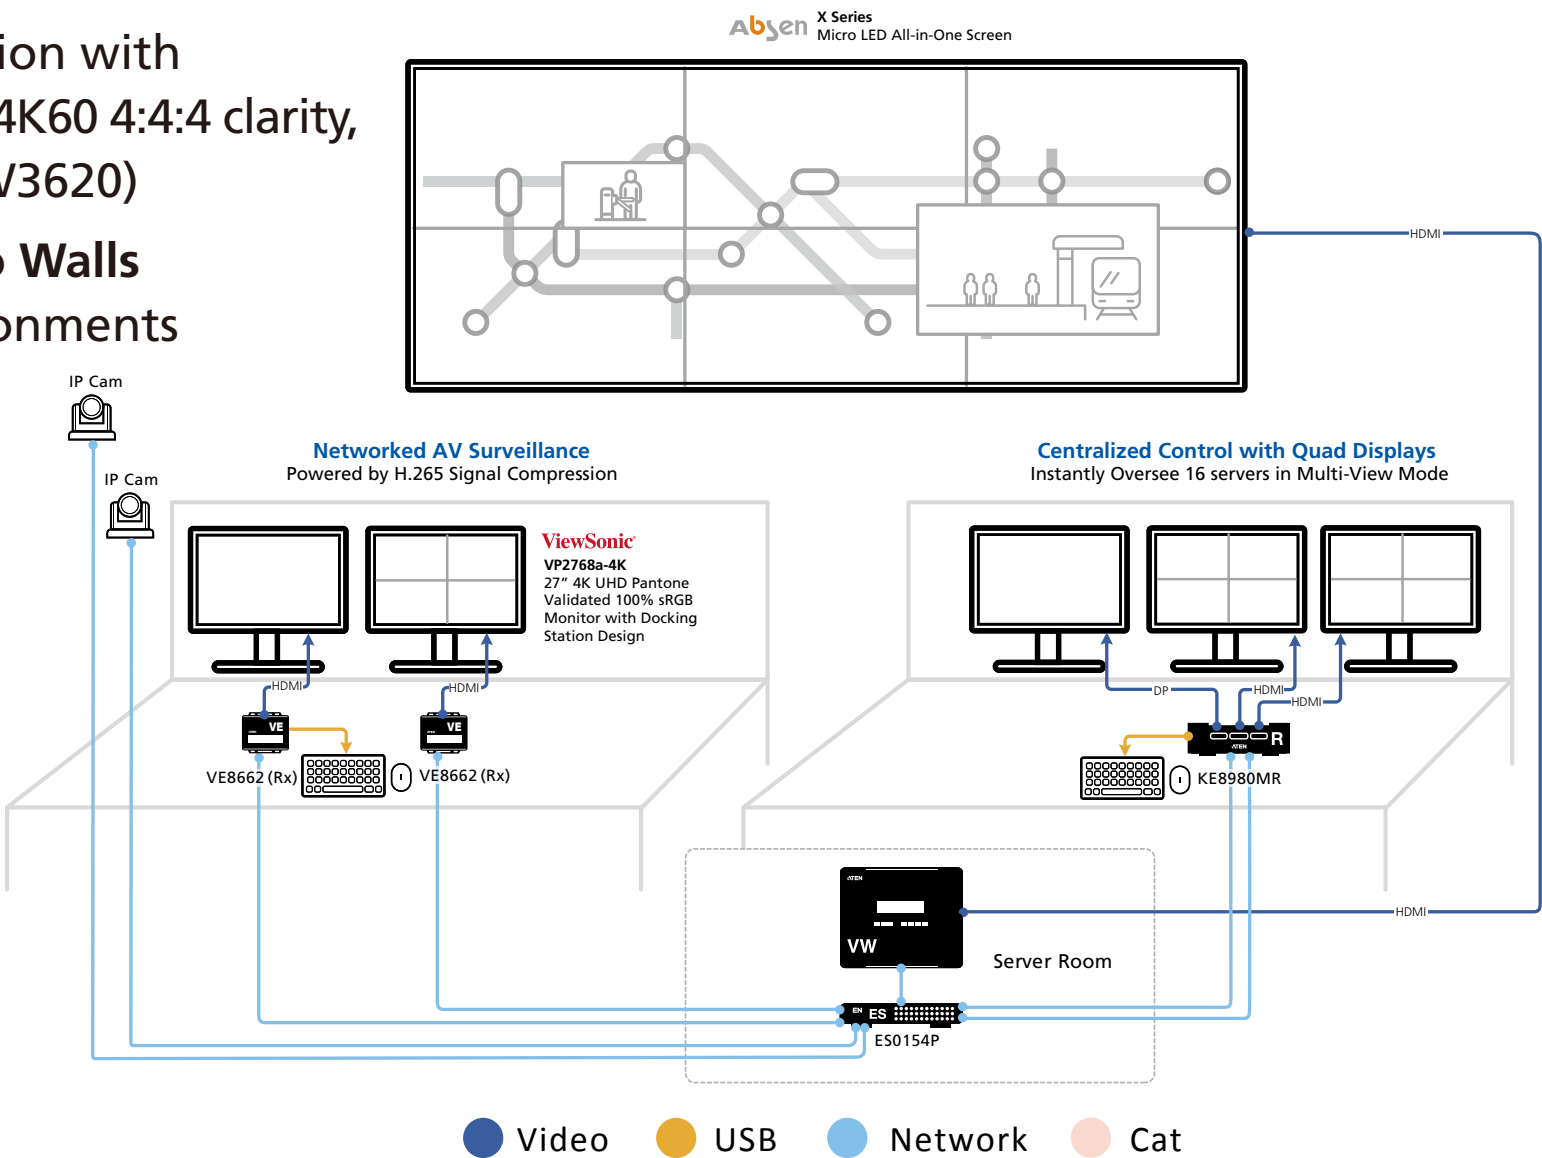 ion with
4K60 4:4:4 clarity,
W3620)
Walls
onments
Absen
X Series
Micro LED All-in-One Screen
HDMI
IP Cam
IP Cam
Networked AV Surveillance
Powered by H.265 Signal Compression
Centralized Control with Quad Displays
Instantly Oversee 16 servers in Multi-View Mode
ViewSonic
VP2768a-4K
27” 4K UHD Pantone
Validated 100% sRGB
Monitor with Docking
Station Design
HDMI
HDMI
DP
HDMI
HDMI
VE
VE
R
ATEN
VE8662 (Rx)
VE8662 (Rx)
KE8980MR
ATEN
VW
HDMI
Server Room
EN
ES
ES0154P
Video
USB
Network
Cat